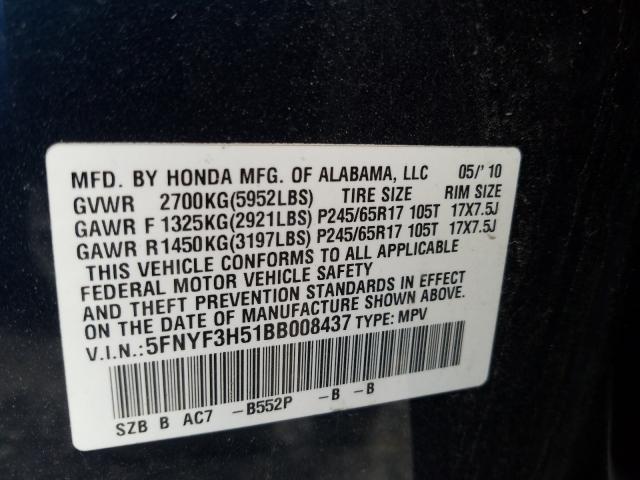 MFD. BY HONDA MFG. OF ALABAMA, LLC 05/'10
GVWR 2700KG(5952LBS) TIRE SIZE RIM SIZE
GAWR F 1325KG(2921LBS) P245/65R17 105T 17X7.5J
GAWR R 1450KG(3197LBS) P245/65R17 105T 17X7.5J
THIS VEHICLE CONFORMS TO ALL APPLICABLE
FEDERAL MOTOR VEHICLE SAFETY
AND THEFT PREVENTION STANDARDS IN EFFECT
ON THE DATE OF MANUFACTURE SHOWN ABOVE.
V.I.N.:5FNYF3H51BB008437 TYPE: MPV
SZB B AC7 -B552P -B -B